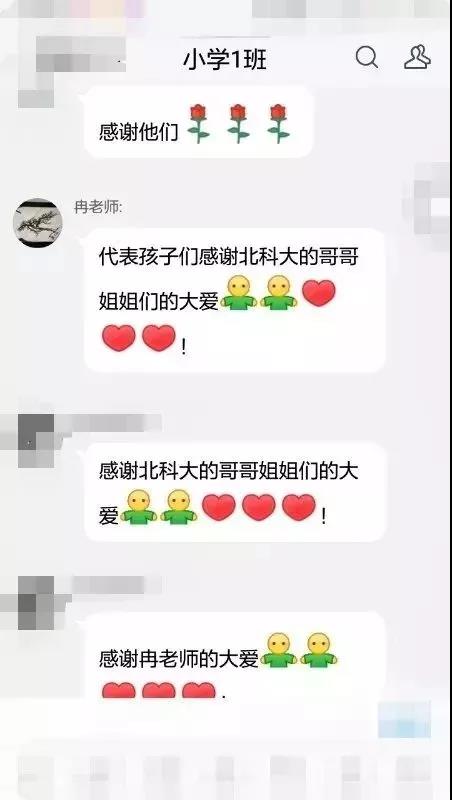 小学1班
感谢他们
冉老师:
代表孩子们感谢北科大的哥哥
姐姐们的大爱
！
感谢北科大的哥哥姐姐们的大
爱！
感谢冉老师的大爱